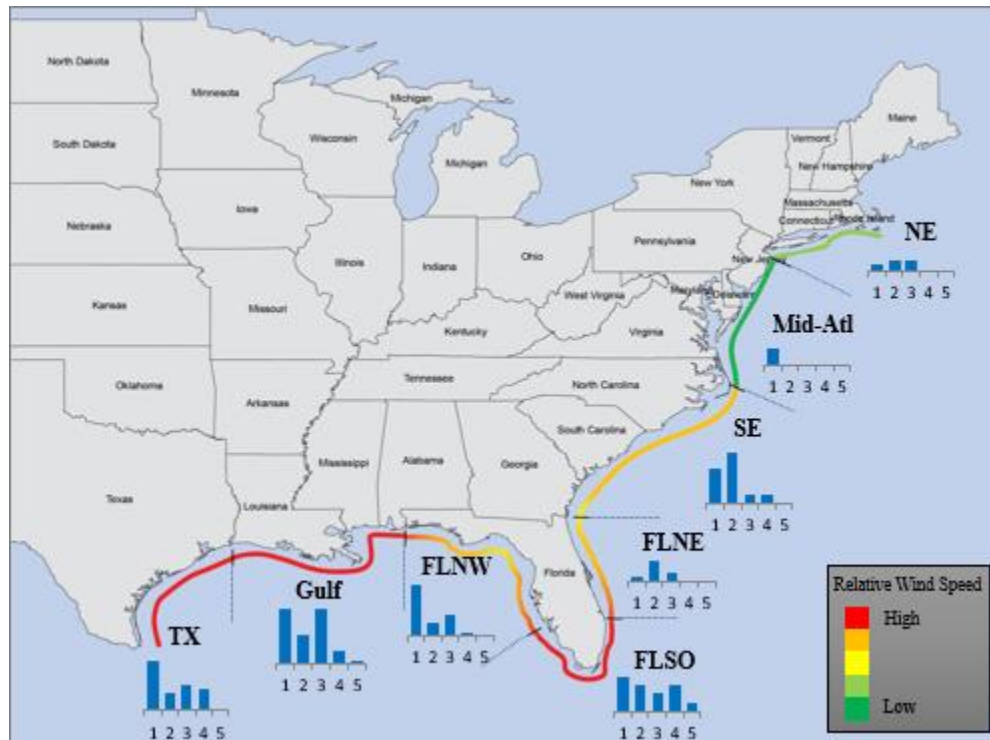 North Dakota
Minnesota
Michigan
Maine
South Dakota
Wisconsin
Vermont
New Hampshire
Michigan
New York
Massachusetts
Connecticut
Rhode Island
Nebraska
Iowa
Pennsylvania
NE
Illinois
Indiana
Ohio
New Jersey
1 2 3 4 5
Kansas
Missouri
West Virginia
Maryland
Delaware
Mid-Atl
Kentucky
Virginia
1 2 3 4 5
Oklahoma
Tennessee
North Carolina
Arkansas
SE
South Carolina
Mississippi
Alabama
Georgia
Texas
Louisiana
1 2 3 4 5
FLNE
FLNW
Florida
1 2 3 4 5
Relative Wind Speed
High
Low
Gulf
TX
1 2 3 4 5
FLSO
1 2 3 4 5
1 2 3 4 5
1 2 3 4 5